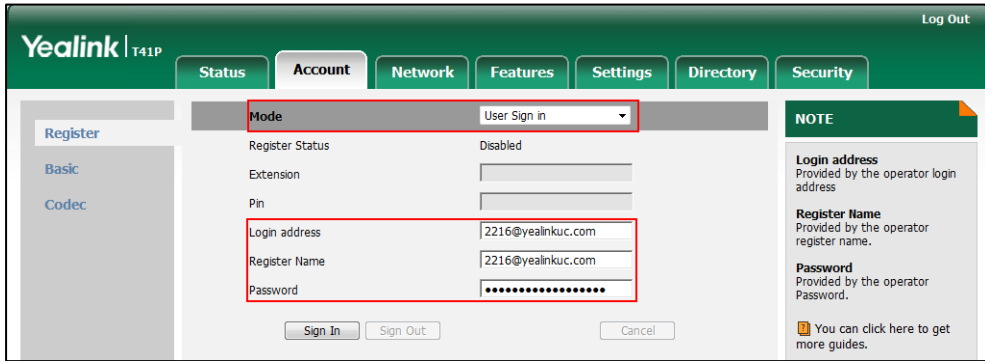 Log Out
Yealink T41P
Status Account Network Features Settings Directory Security
Register
Basic
Codec
Mode User Sign in
Register Status Disabled
Extension
Pin
Login address 2216@yealinkuc.com
Register Name 2216@yealinkuc.com
Password ••••••••••••••••••
Sign In Sign Out Cancel
NOTE
Login address
Provided by the operator login
address
Register Name
Provided by the operator
register name.
Password
Provided by the operator
Password.
You can click here to get
more guides.